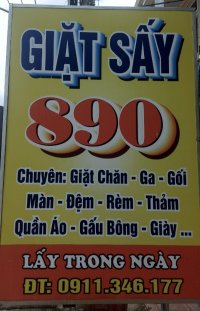 GIẶT SẤY
890
Chuyên: Giặt Chăn - Ga - Gối
Màn - Đệm - Rèm - Thảm
Quần Áo - Gấu Bông - Giày ...
LẤY TRONG NGÀY
ĐT: 0911.346.177